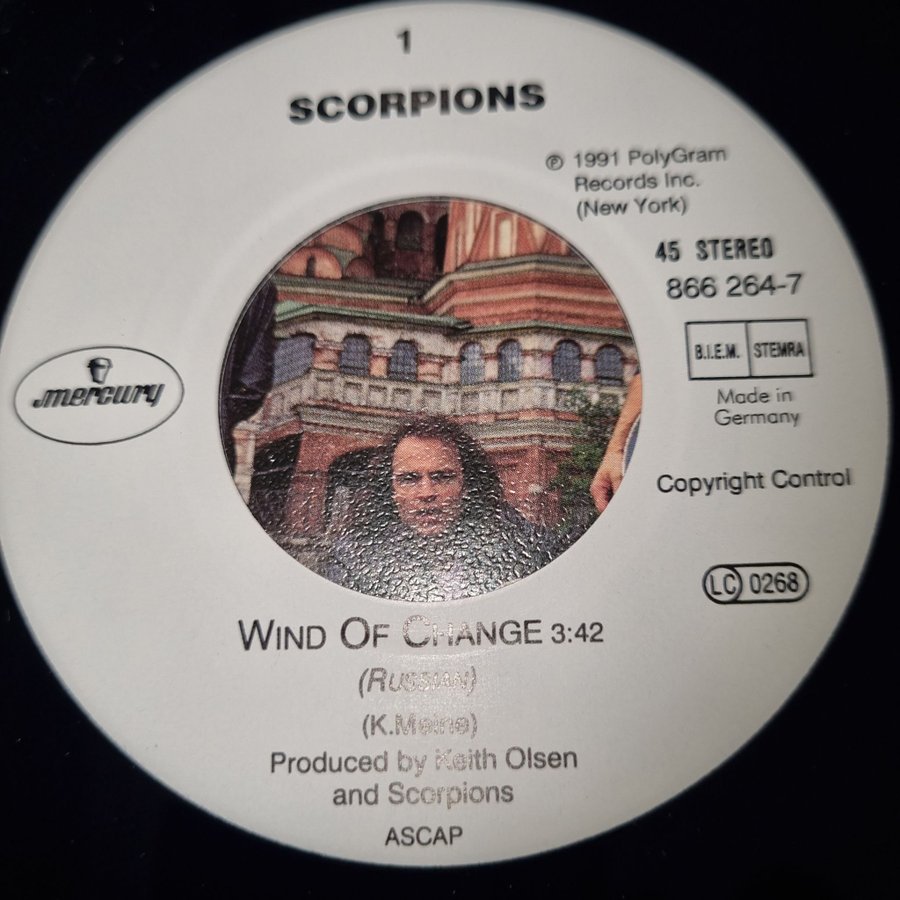 1
SCORPIONS
℗ 1991 PolyGram
Records Inc.
(New York)
45 STEREO
866 264-7
B.I.E.M. STEMRA
Made in
Germany
mercury
Copyright Control
LC 0268
WIND OF CHANGE 3:42
(RUSSIAN)
(K.Meine)
Produced by Keith Olsen
and Scorpions
ASCAP